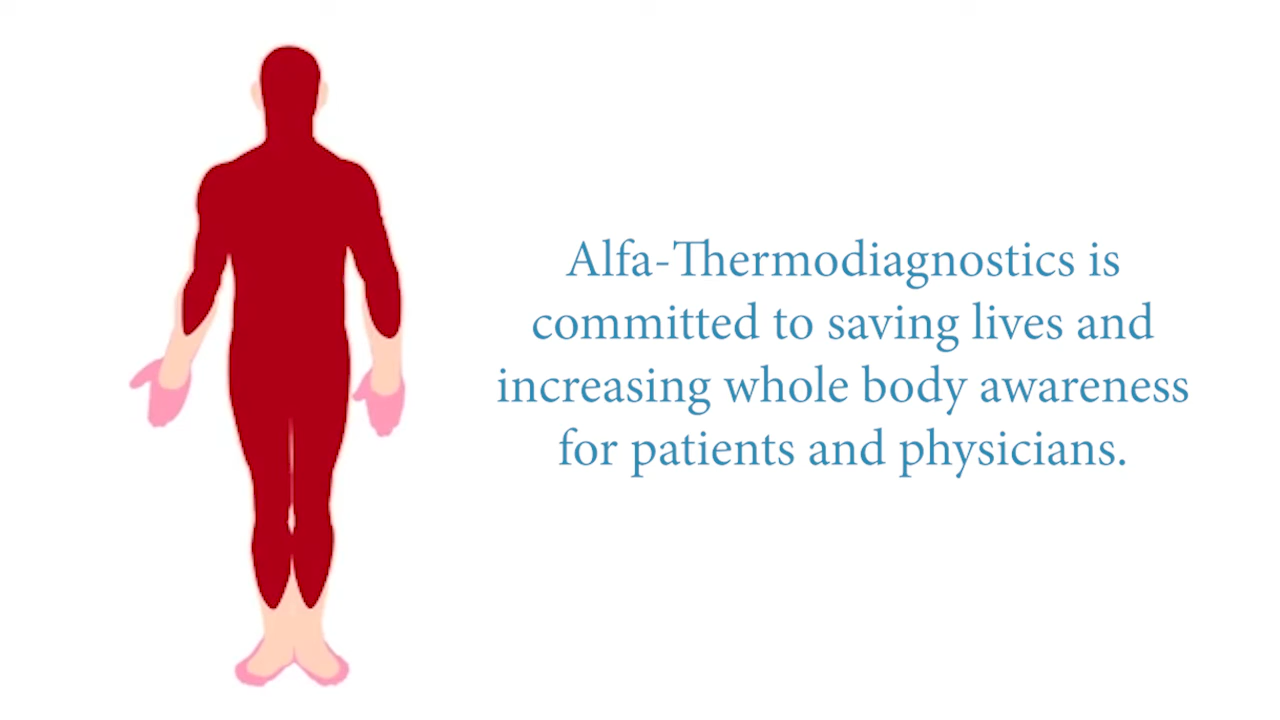 Alfa-Thermodiagnostics is
committed to saving lives and
increasing whole body awareness
for patients and physicians.